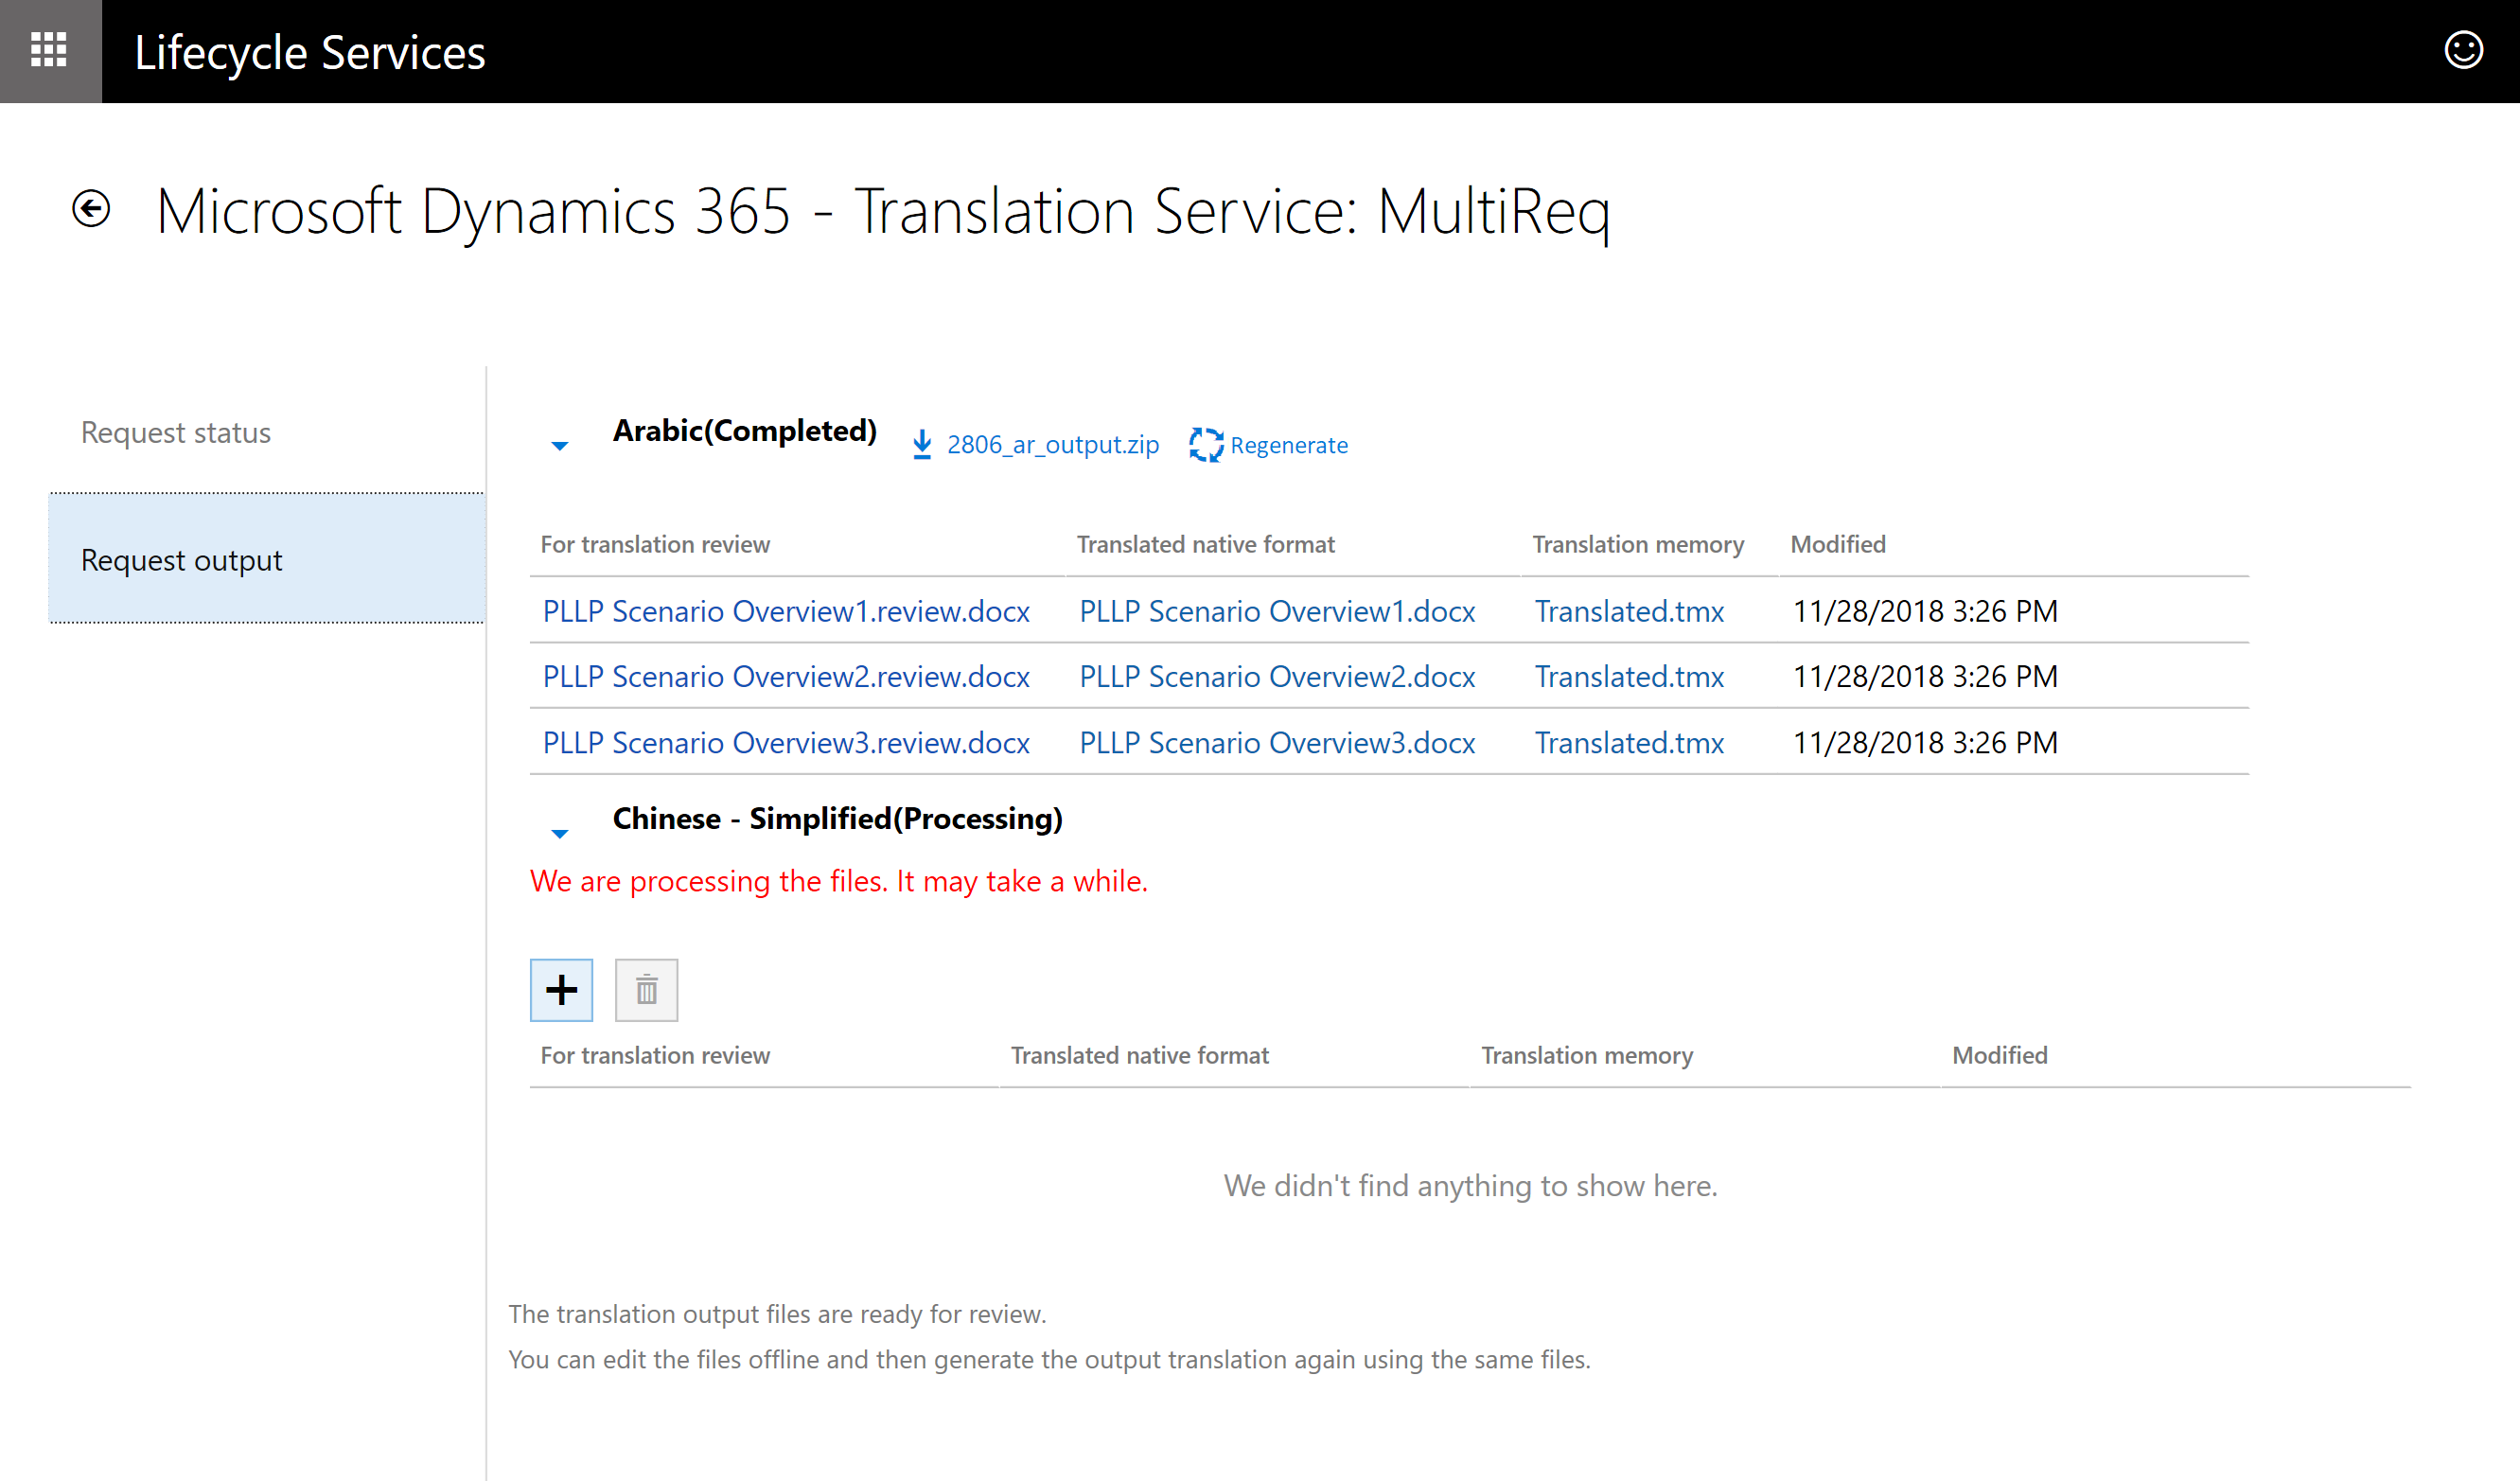 Lifecycle Services
Microsoft Dynamics 365 - Translation Service: MultiReq
Request status
Request output
Arabic(Completed) 2806_ar_output.zip Regenerate
For translation review Translated native format Translation memory Modified
PLLP Scenario Overview1.review.docx PLLP Scenario Overview1.docx Translated.tmx 11/28/2018 3:26 PM
PLLP Scenario Overview2.review.docx PLLP Scenario Overview2.docx Translated.tmx 11/28/2018 3:26 PM
PLLP Scenario Overview3.review.docx PLLP Scenario Overview3.docx Translated.tmx 11/28/2018 3:26 PM
Chinese - Simplified(Processing)
We are processing the files. It may take a while.
For translation review Translated native format Translation memory Modified
We didn't find anything to show here.
The translation output files are ready for review.
You can edit the files offline and then generate the output translation again using the same files.